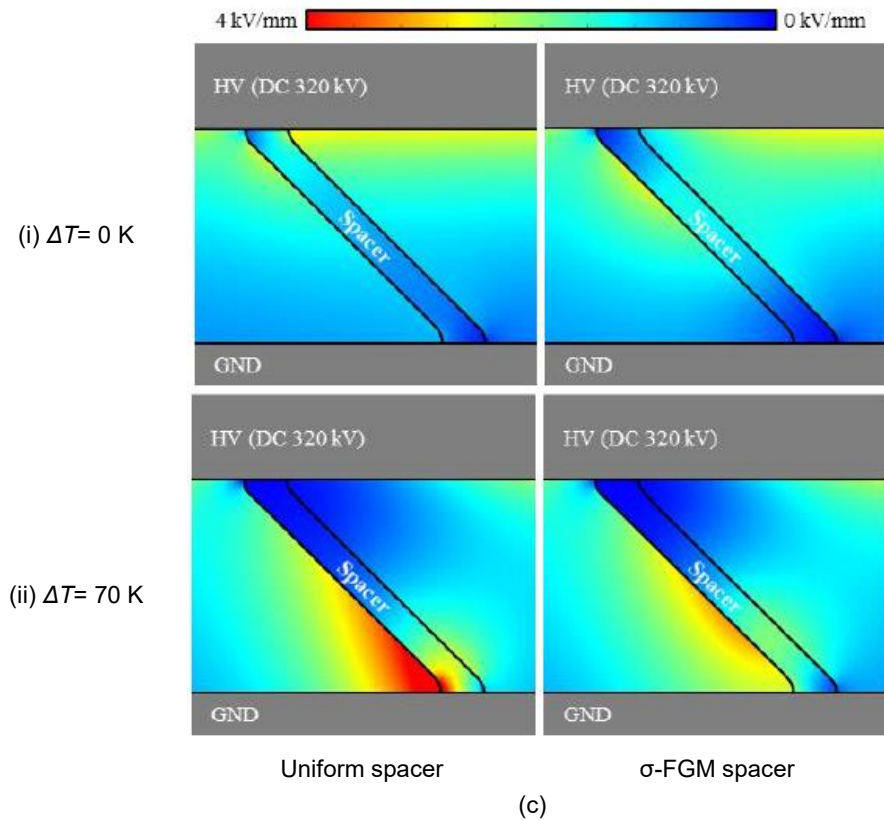 4 kV/mm 0 kV/mm
HV (DC 320 kV) HV (DC 320 kV)
(i) ΔT= 0 K
Spacer Spacer
GND GND
HV (DC 320 kV) HV (DC 320 kV)
(ii) ΔT= 70 K
Spacer Spacer
GND GND
Uniform spacer σ-FGM spacer
(c)